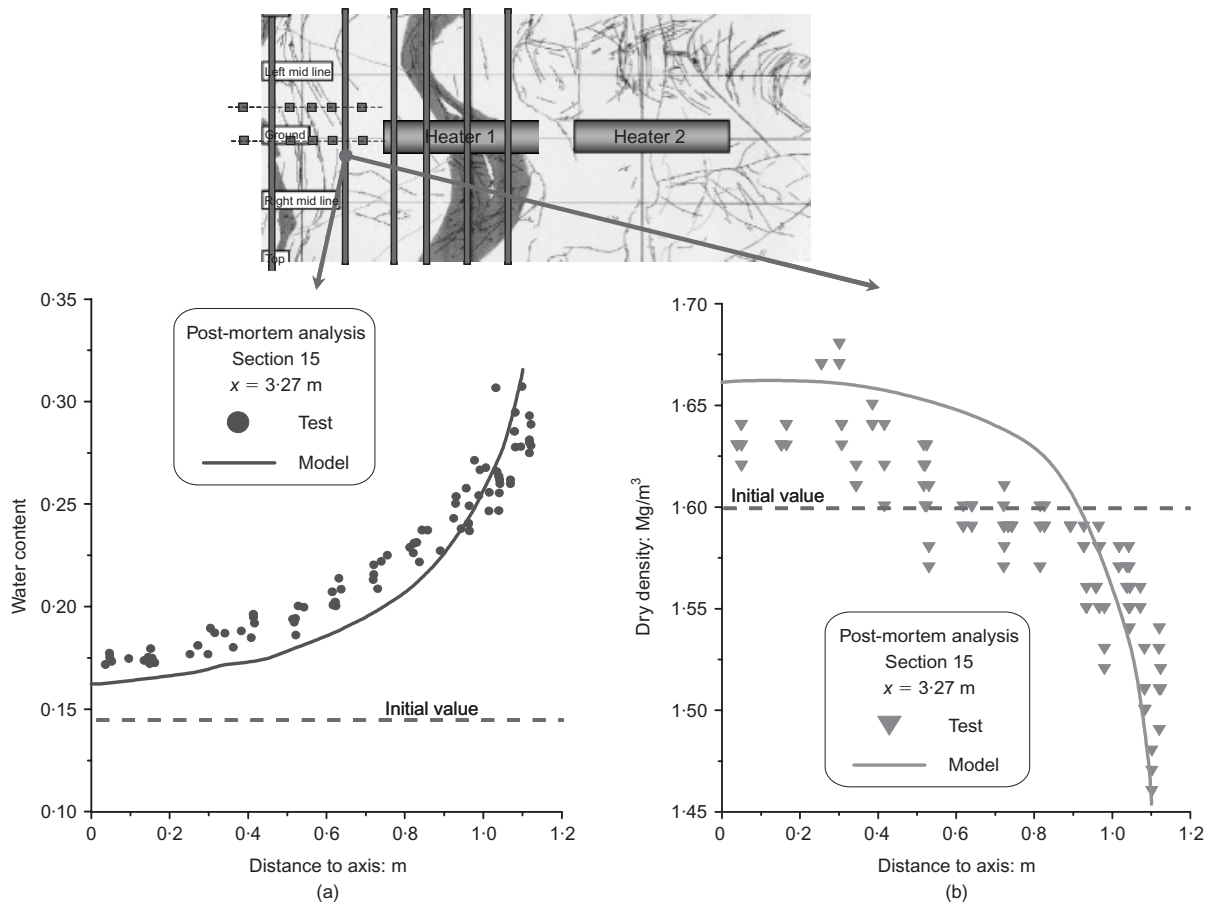 Left mid line
Ground
Heater 1
Heater 2
Right mid line
Top
0·35
0·30
0·25
0·20
0·15
0·10
Water content
Post-mortem analysis
Section 15
x = 3·27 m
Test
Model
Initial value
0
0·2
0·4
0·6
0·8
1·0
1·2
Distance to axis: m
(a)
1·70
1·65
1·60
1·55
1·50
1·45
Dry density: Mg/m³
Initial value
Post-mortem analysis
Section 15
x = 3·27 m
Test
Model
0
0·2
0·4
0·6
0·8
1·0
1·2
Distance to axis: m
(b)